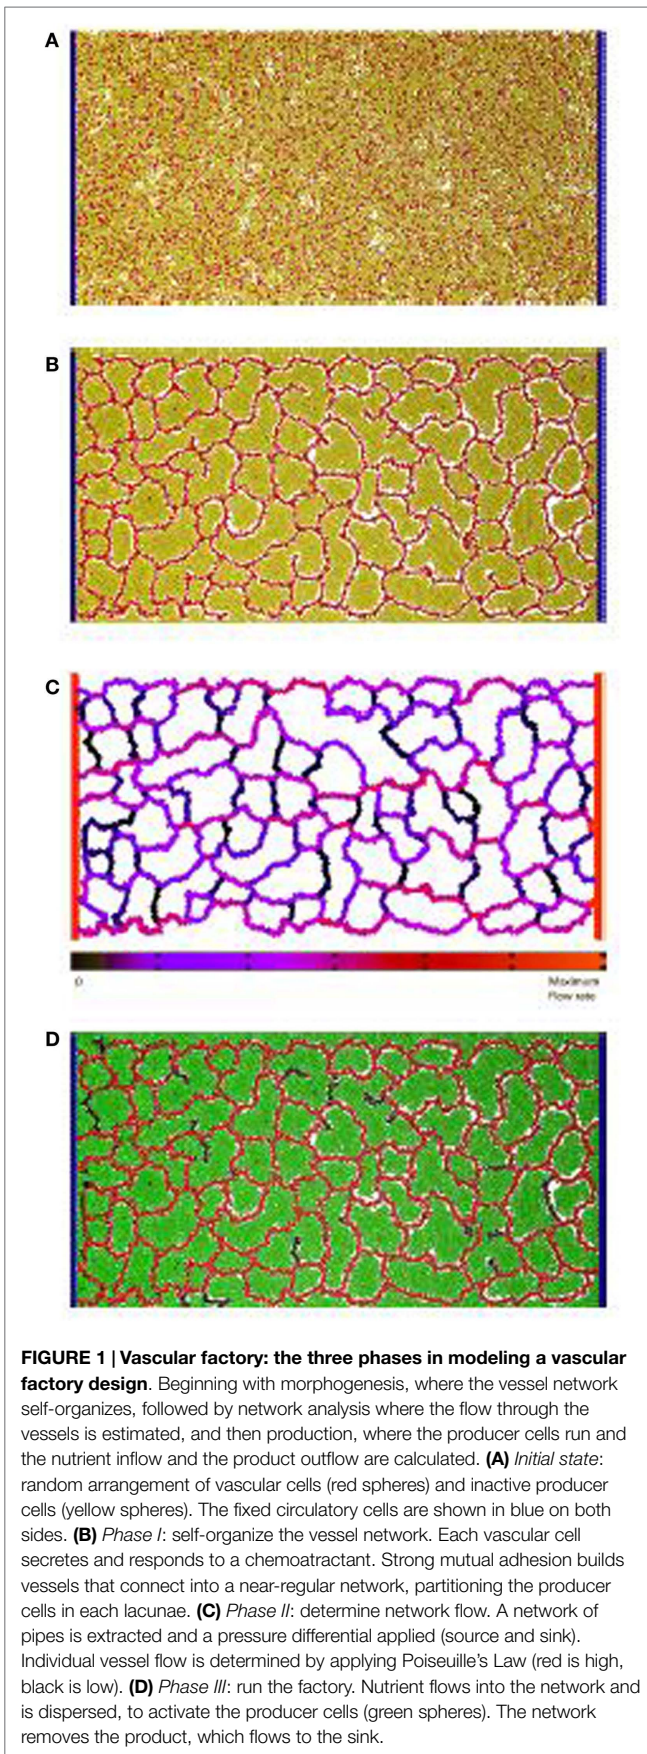 A
B
C
0
Maximum
Flow rate
D
FIGURE 1 | Vascular factory: the three phases in modeling a vascular
factory design. Beginning with morphogenesis, where the vessel network
self-organizes, followed by network analysis where the flow through the
vessels is estimated, and then production, where the producer cells run and
the nutrient inflow and the product outflow are calculated. (A) Initial state:
random arrangement of vascular cells (red spheres) and inactive producer
cells (yellow spheres). The fixed circulatory cells are shown in blue on both
sides. (B) Phase I: self-organize the vessel network. Each vascular cell
secretes and responds to a chemoatractant. Strong mutual adhesion builds
vessels that connect into a near-regular network, partitioning the producer
cells in each lacunae. (C) Phase II: determine network flow. A network of
pipes is extracted and a pressure differential applied (source and sink).
Individual vessel flow is determined by applying Poiseuille's Law (red is high,
black is low). (D) Phase III: run the factory. Nutrient flows into the network and
is dispersed, to activate the producer cells (green spheres). The network
removes the product, which flows to the sink.